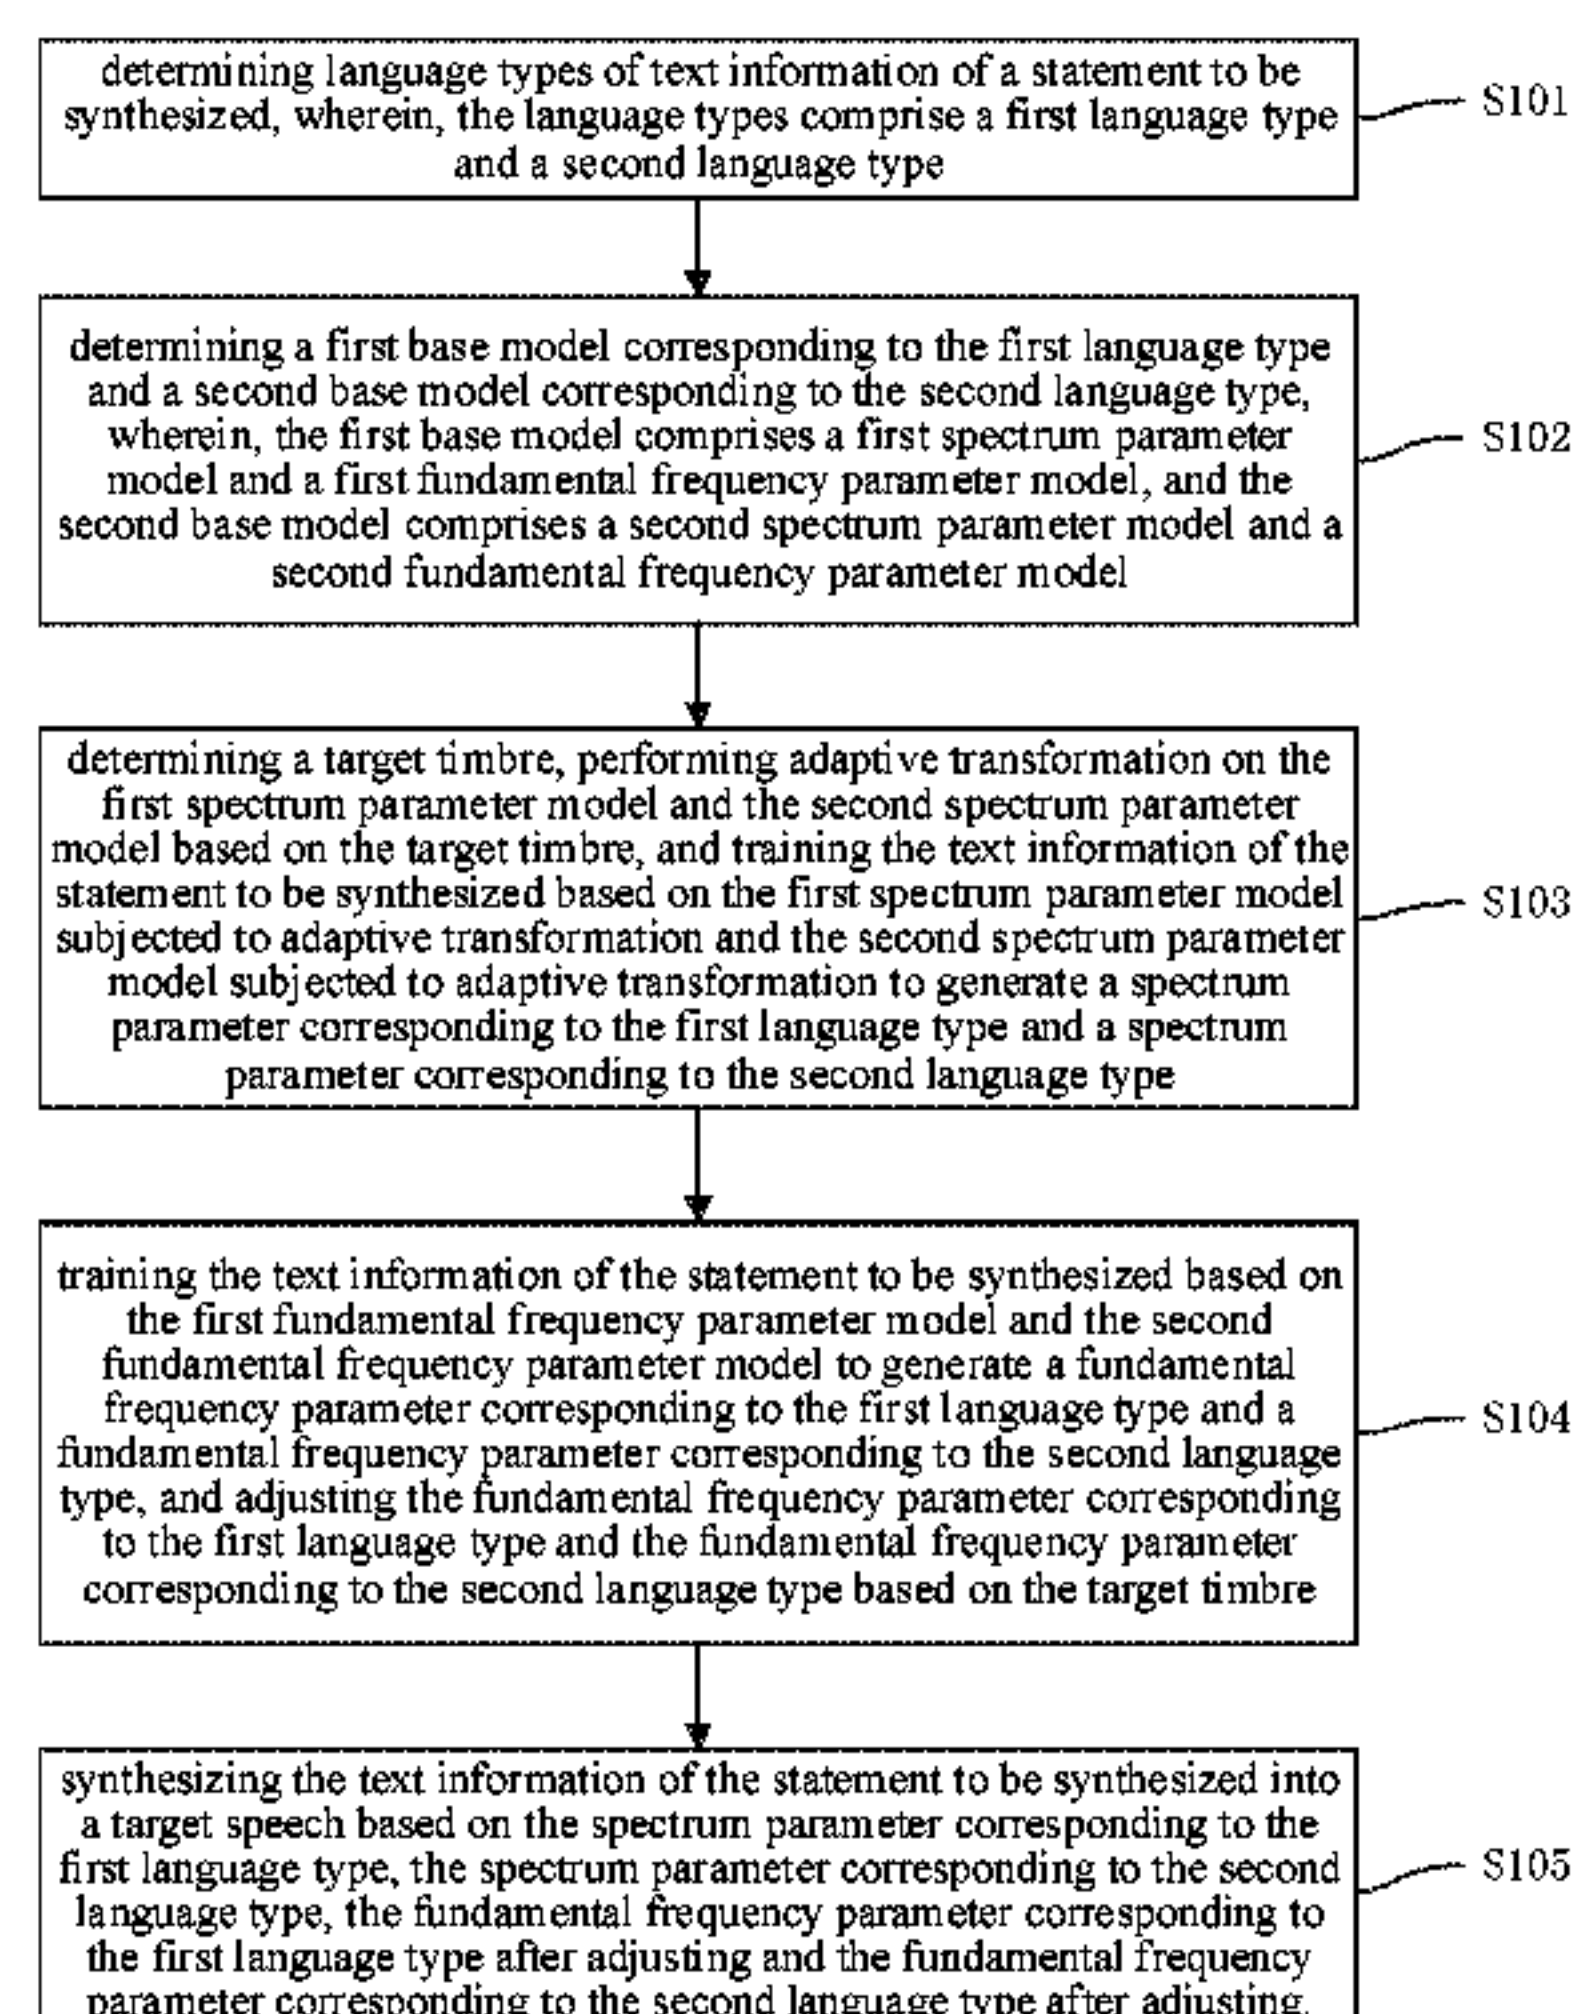 determining language types of text information of a statement to be
synthesized, wherein, the language types comprise a first language type
and a second language type
S101
determining a first base model corresponding to the first language type
and a second base model corresponding to the second language type,
wherein, the first base model comprises a first spectrum parameter
model and a first fundamental frequency parameter model, and the
second base model comprises a second spectrum parameter model and a
second fundamental frequency parameter model
S102
determining a target timbre, performing adaptive transformation on the
first spectrum parameter model and the second spectrum parameter
model based on the target timbre, and training the text information of the
statement to be synthesized based on the first spectrum parameter model
subjected to adaptive transformation and the second spectrum parameter
model subjected to adaptive transformation to generate a spectrum
parameter corresponding to the first language type and a spectrum
parameter corresponding to the second language type
S103
training the text information of the statement to be synthesized based on
the first fundamental frequency parameter model and the second
fundamental frequency parameter model to generate a fundamental
frequency parameter corresponding to the first language type and a
fundamental frequency parameter corresponding to the second language
type, and adjusting the fundamental frequency parameter corresponding
to the first language type and the fundamental frequency parameter
corresponding to the second language type based on the target timbre
S104
synthesizing the text information of the statement to be synthesized into
a target speech based on the spectrum parameter corresponding to the
first language type, the spectrum parameter corresponding to the second
language type, the fundamental frequency parameter corresponding to
the first language type after adjusting and the fundamental frequency
parameter corresponding to the second language type after adjusting.
S105